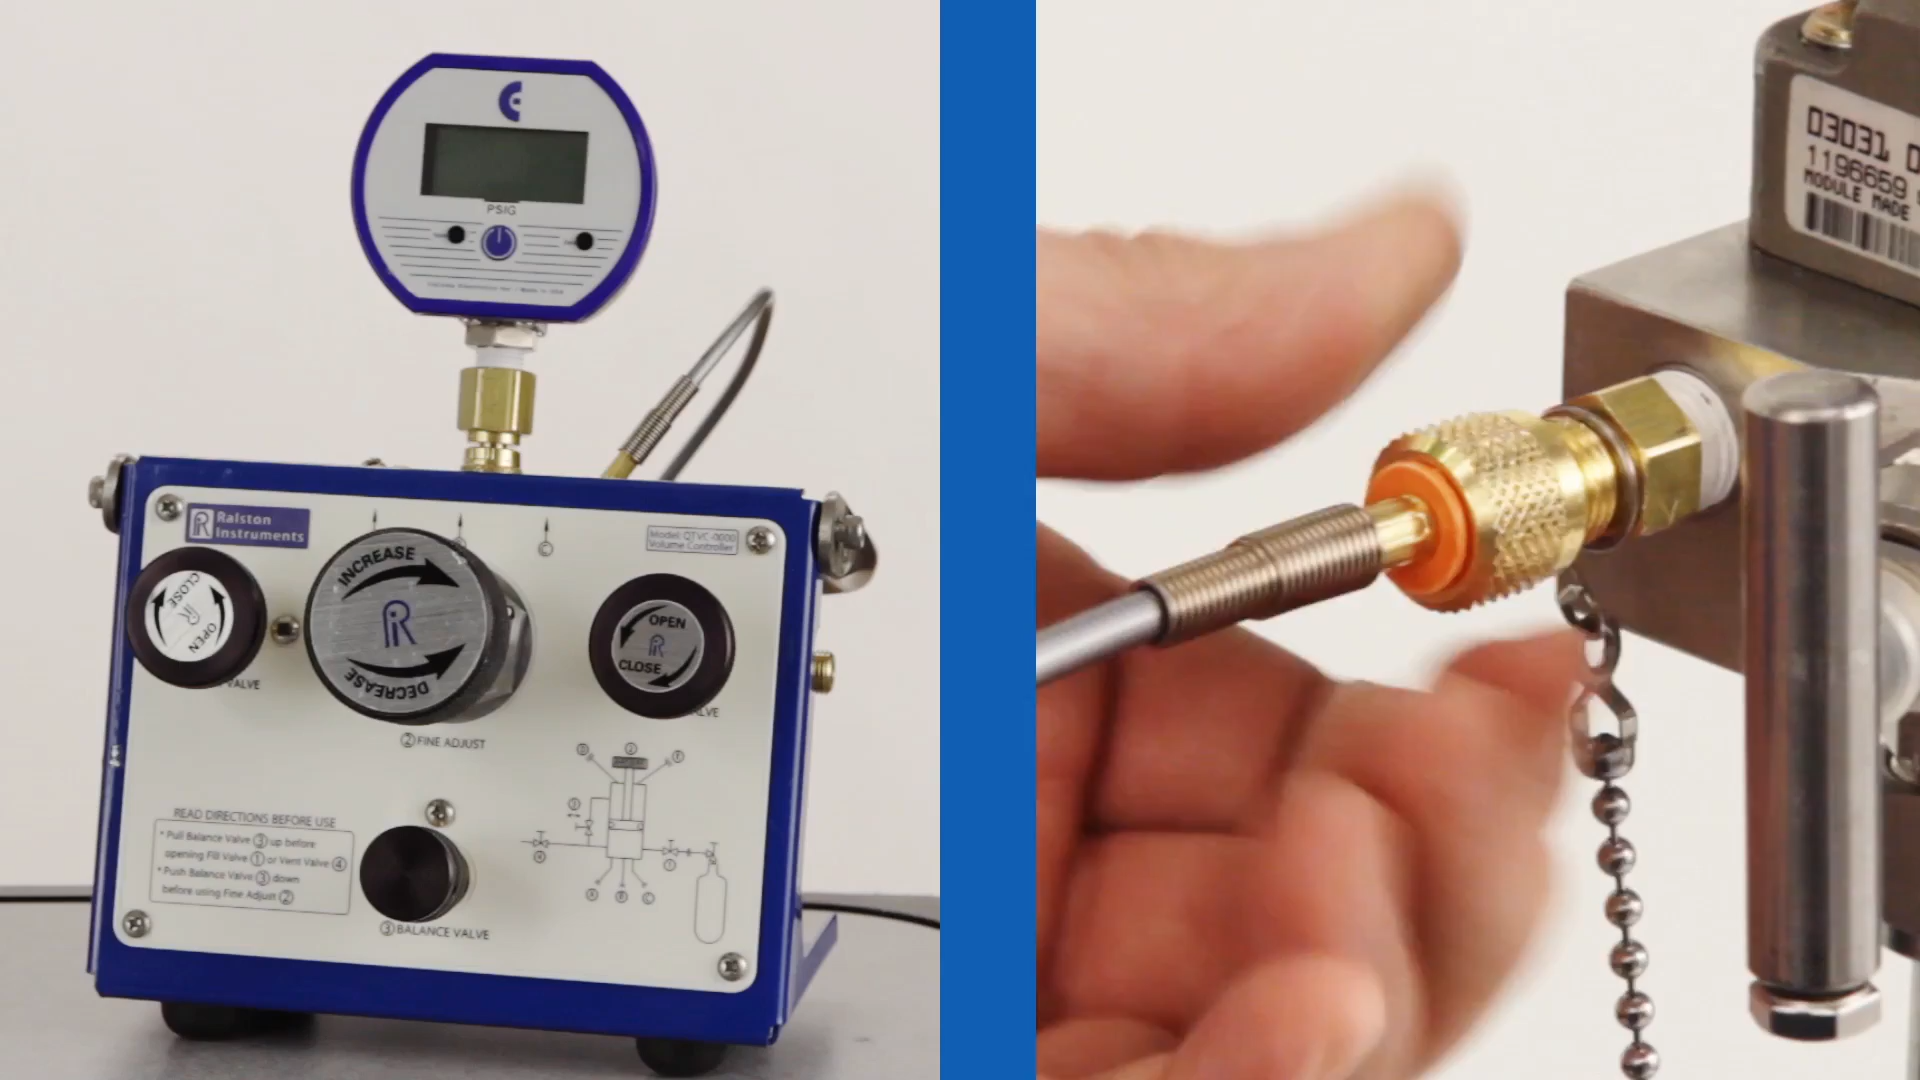 PSIG
Ralston
Instruments
Model: QTVC-0000
Volume Controller
A
B
C
CLOSE
OPEN
INCREASE
DECREASE
OPEN
CLOSE
VALVE
② FINE ADJUST
READ DIRECTIONS BEFORE USE
* Pull Balance Valve ③ up before
opening Fill Valve ① or Vent Valve ④
* Push Balance Valve ③ down
before using Fine Adjust ②
③ BALANCE VALVE
03031
1196659
MODULE MADE